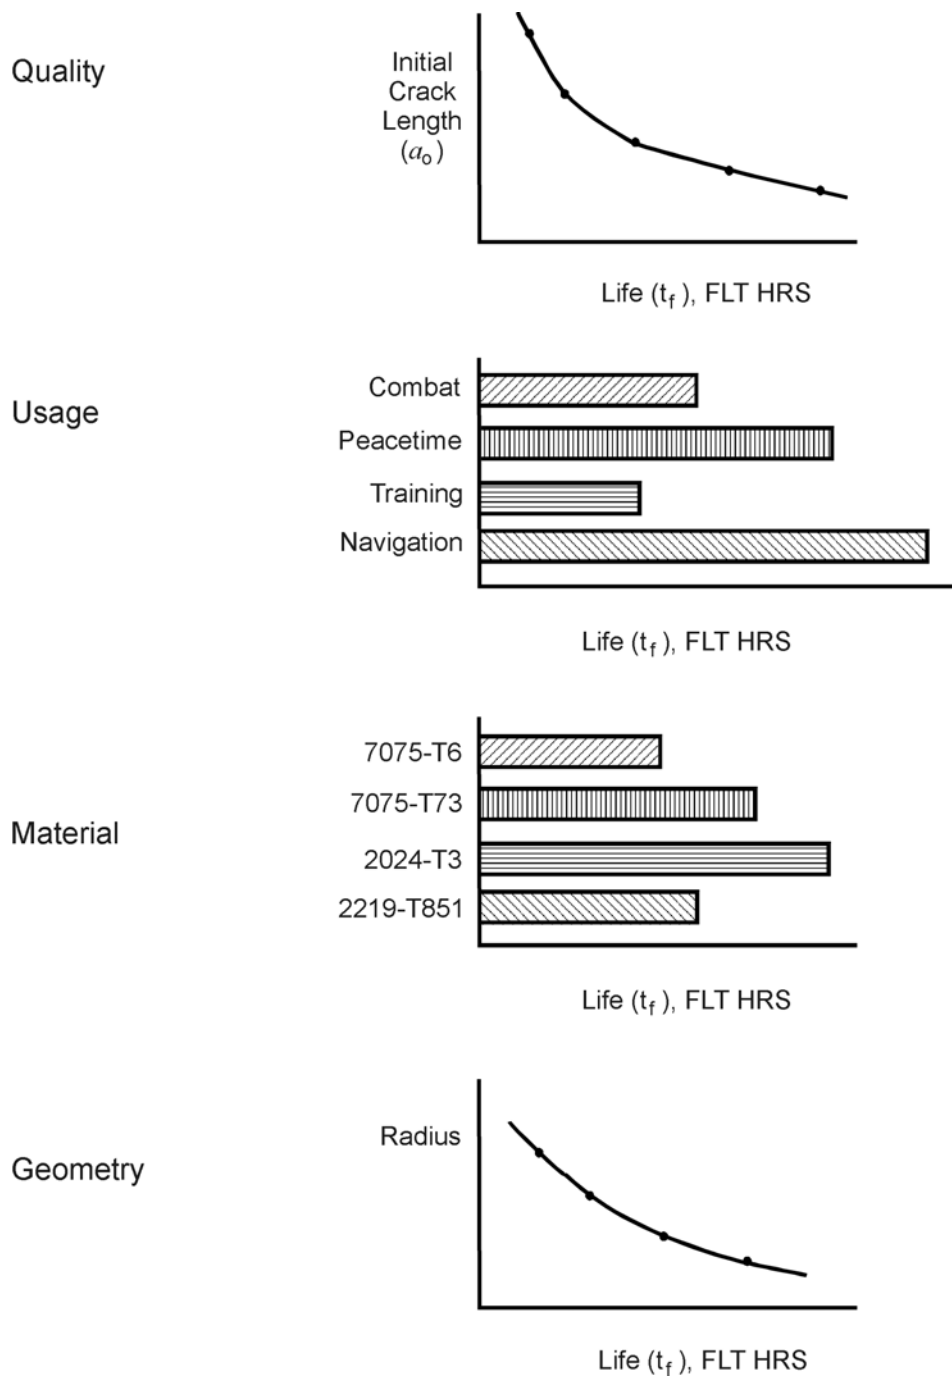 Quality
Initial
Crack
Length
(aₒ)
Life (t_f), FLT HRS
Usage
Combat
Peacetime
Training
Navigation
Life (t_f), FLT HRS
Material
7075-T6
7075-T73
2024-T3
2219-T851
Life (t_f), FLT HRS
Geometry
Radius
Life (t_f), FLT HRS